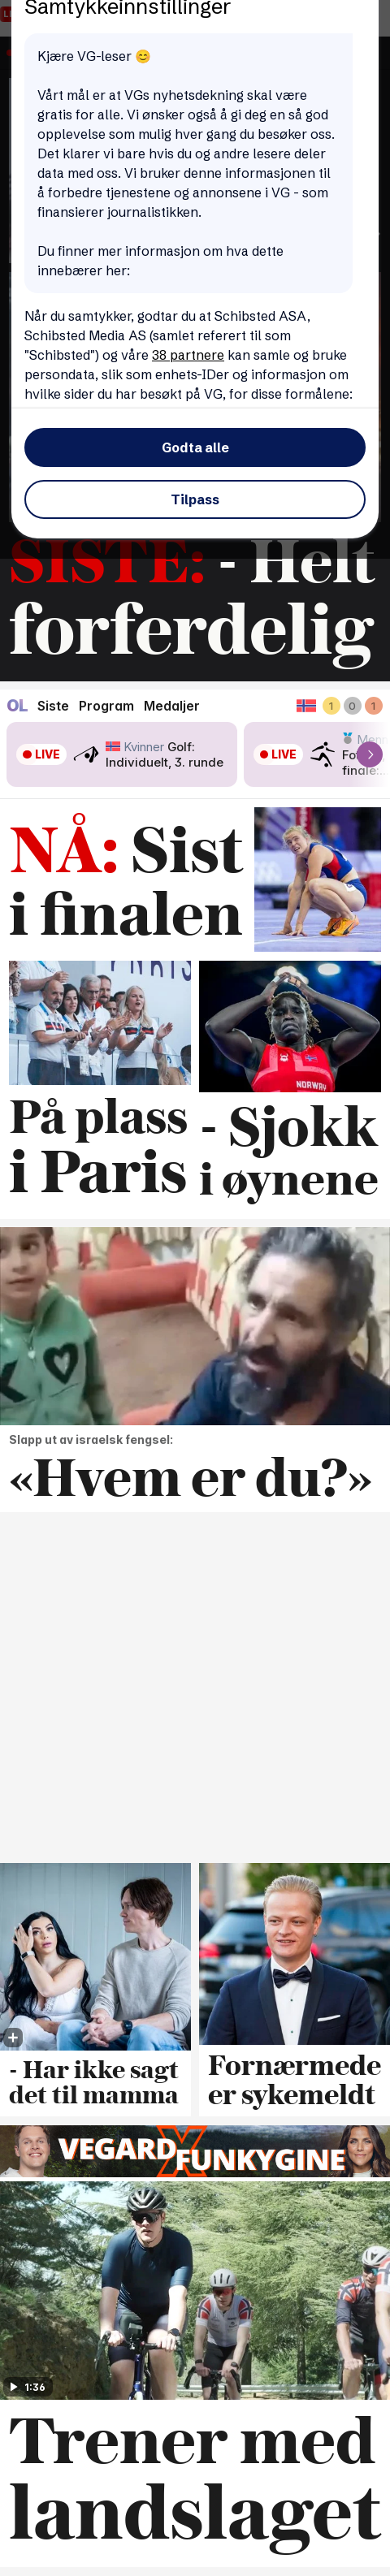 Samtykkeinnstillinger
Kjære VG-leser 😊
Vårt mål er at VGs nyhetsdekning skal være
gratis for alle. Vi ønsker også å gi deg en så god
opplevelse som mulig hver gang du besøker oss.
Det klarer vi bare hvis du og andre lesere deler
data med oss. Vi bruker denne informasjonen til
å forbedre tjenestene og annonsene i VG - som
finansierer journalistikken.
Du finner mer informasjon om hva dette
innebærer her:
Når du samtykker, godtar du at Schibsted ASA,
Schibsted Media AS (samlet referert til som
"Schibsted") og våre 38 partnere kan samle og bruke
persondata, slik som enhets-IDer og informasjon om
hvilke sider du har besøkt på VG, for disse formålene:
Godta alle
Tilpass
SISTE: - Helt
forferdelig
OL Siste Program Medaljer 1 0 1
LIVE Kvinner Golf:
Individuelt, 3. runde
LIVE
finale:
NÅ: Sist
i finalen
PARIS
NORWAY
På plass
i Paris
- Sjokk
i øynene
Slapp ut av israelsk fengsel:
«Hvem er du?»
- Har ikke sagt
det til mamma
Fornærmede
er sykemeldt
VEGARD X FUNKYGINE
1:36
Trener med
landslaget